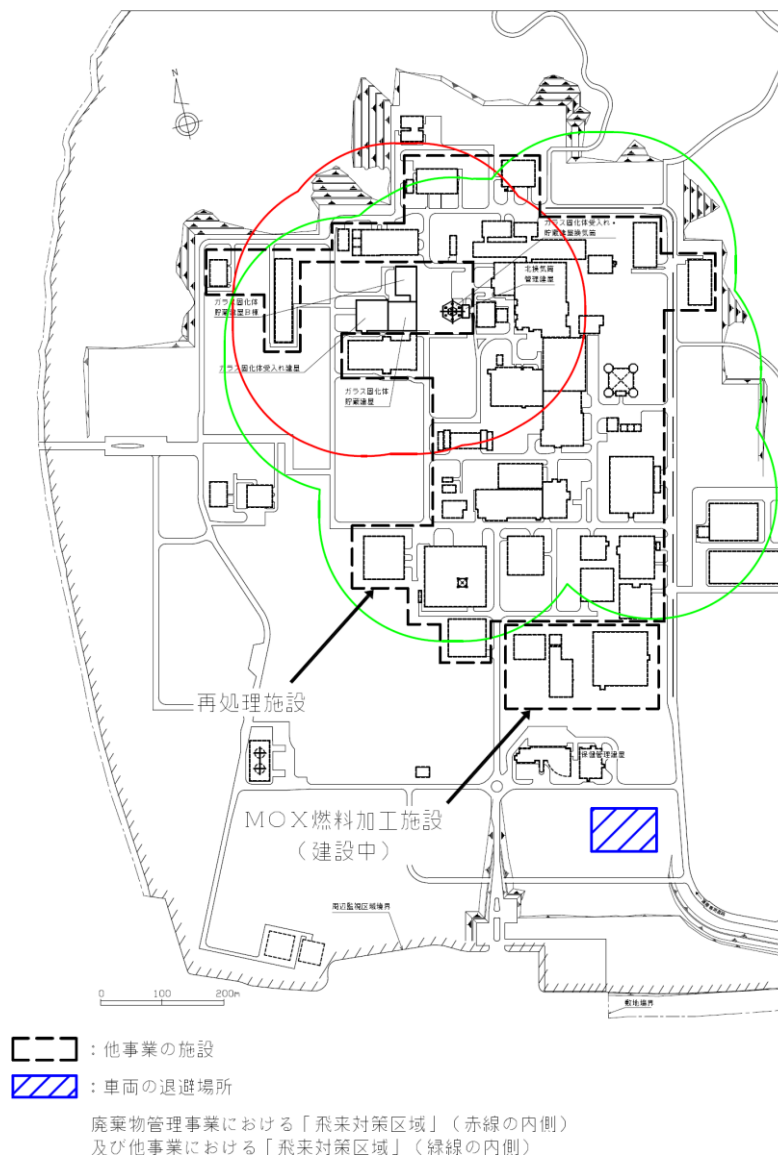 N
ガラス固化体受入れ・
貯蔵建屋換気筒
北換気筒
管理建屋
ガラス固化体
貯蔵建屋B棟
ガラス固化体受入れ建屋
ガラス固化体
貯蔵建屋
再処理施設
保健管理建屋
MOX燃料加工施設
(建設中)
周辺監視区域境界
0 100 200m
敷地境界
:他事業の施設
:車両の退避場所
廃棄物管理事業における「飛来対策区域」(赤線の内側)
及び他事業における「飛来対策区域」(緑線の内側)